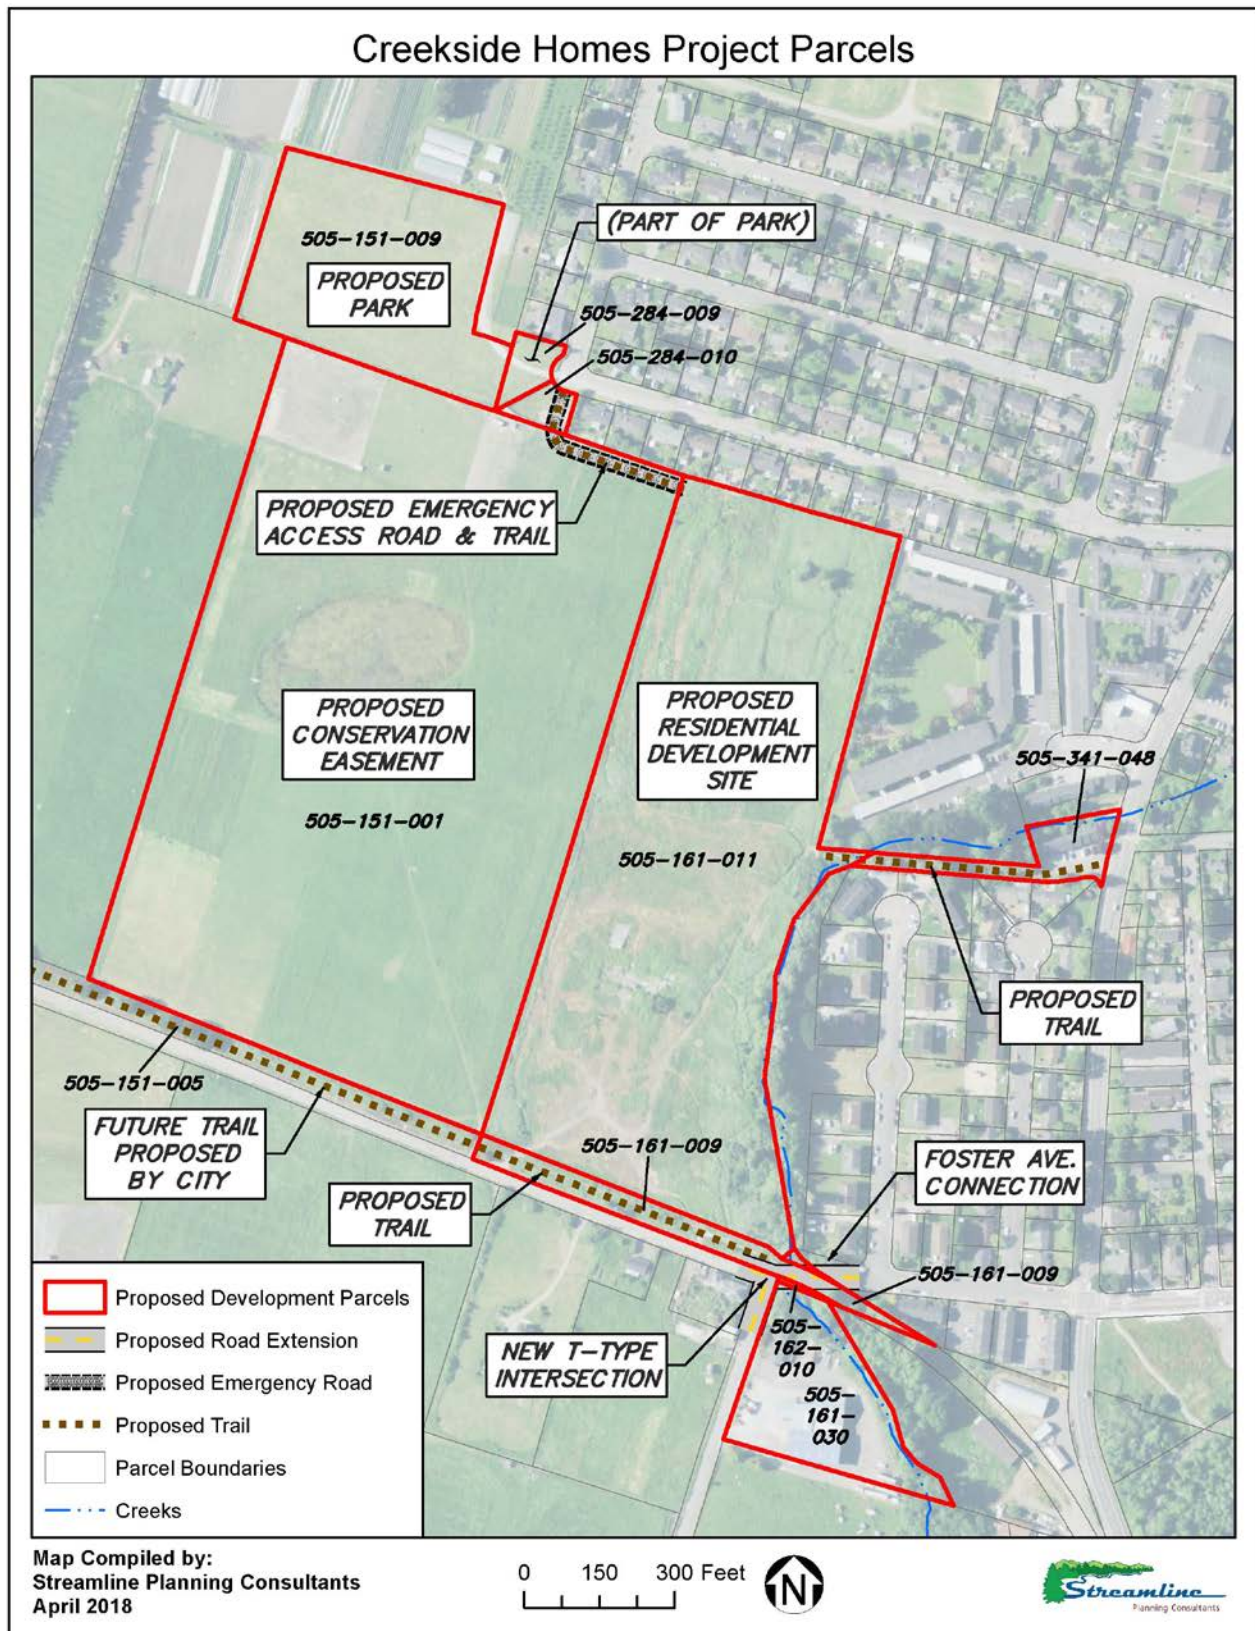 Creekside Homes Project Parcels
(PART OF PARK)
505-151-009
PROPOSED
PARK
505-284-009
505-284-010
PROPOSED EMERGENCY
ACCESS ROAD & TRAIL
PROPOSED
CONSERVATION
EASEMENT
505-151-001
PROPOSED
RESIDENTIAL
DEVELOPMENT
SITE
505-161-011
505-341-048
PROPOSED
TRAIL
505-151-005
FUTURE TRAIL
PROPOSED
BY CITY
505-161-009
PROPOSED
TRAIL
FOSTER AVE.
CONNECTION
505-161-009
NEW T-TYPE
INTERSECTION
505-
162-
010
505-
161-
030
Proposed Development Parcels
Proposed Road Extension
Proposed Emergency Road
Proposed Trail
Parcel Boundaries
Creeks
Map Compiled by:
Streamline Planning Consultants
April 2018
0 150 300 Feet
N
Streamline
Planning Consultants